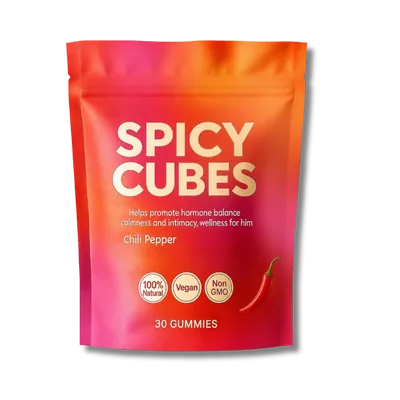 SPICY
CUBES
Helps promote hormone balance
calmness and intimacy, wellness for him
Chili Pepper
100%
Natural
Vegan
Non
GMO
30 GUMMIES